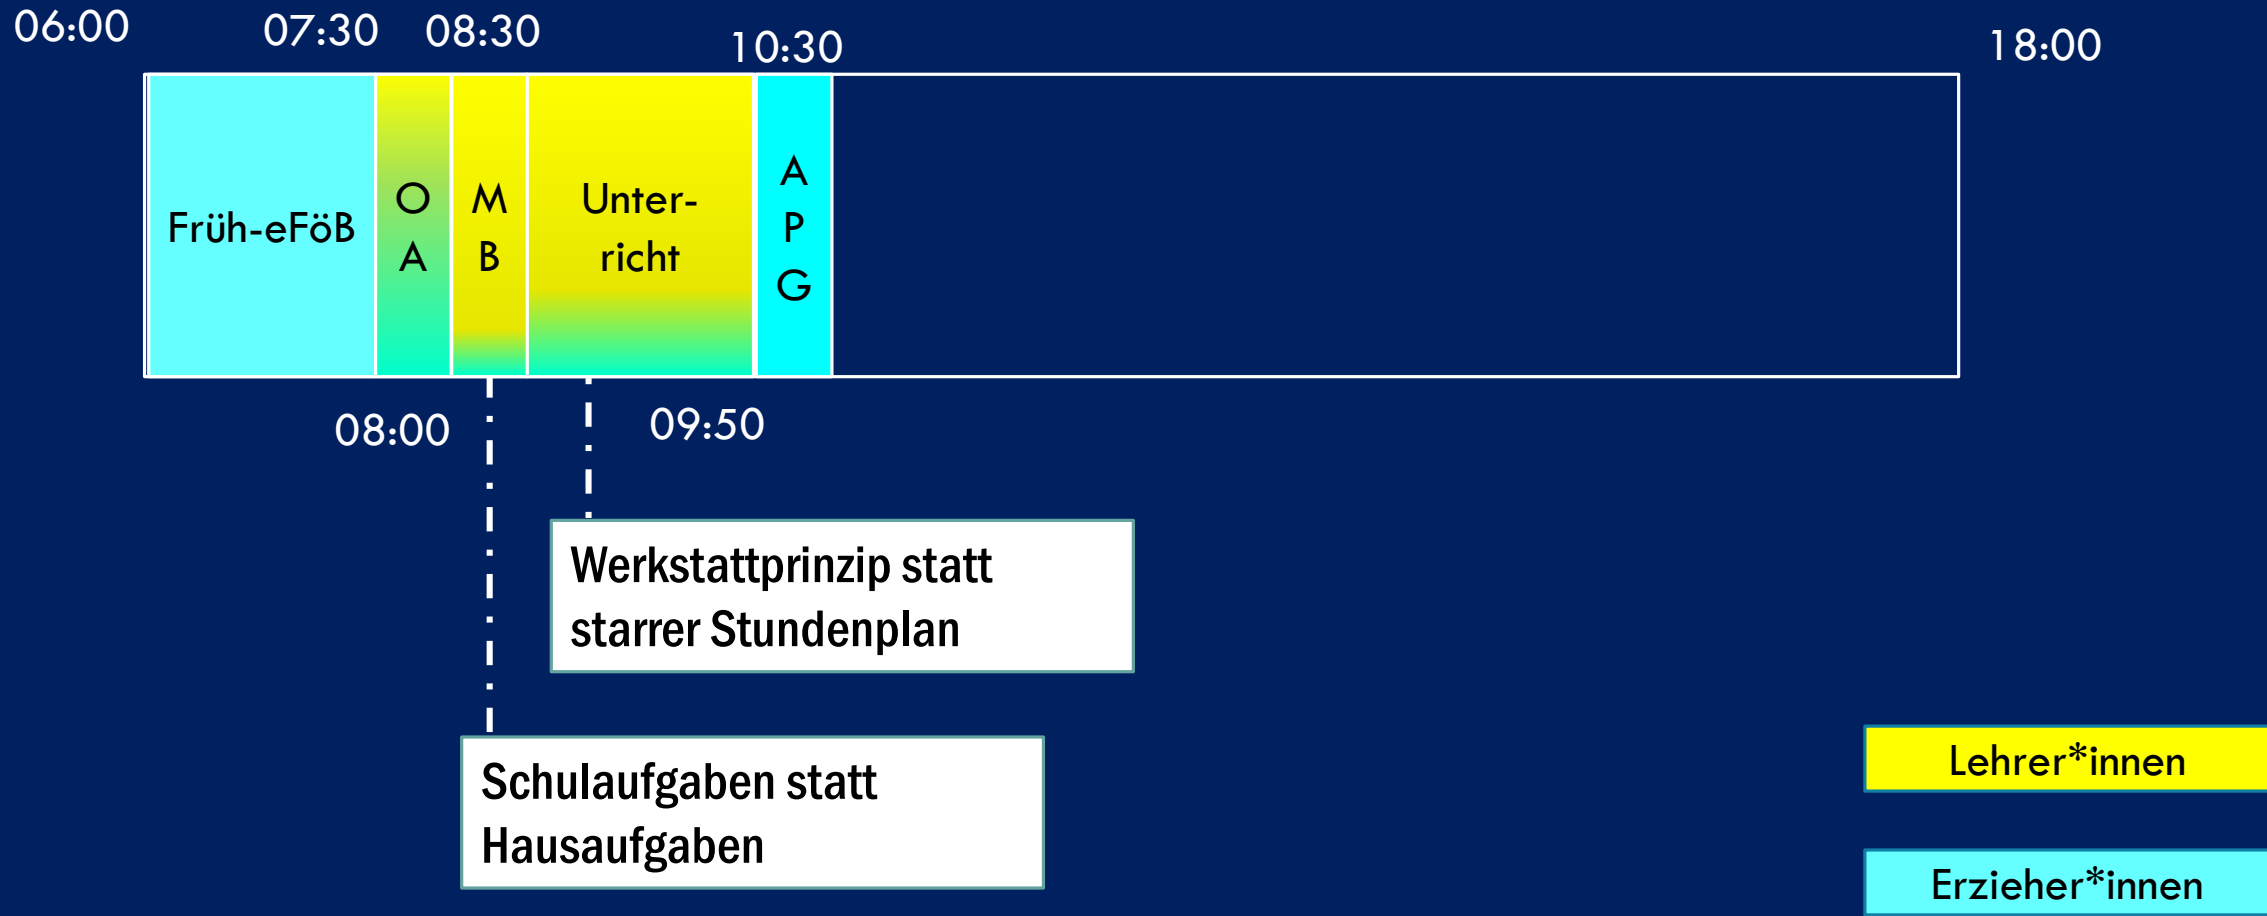 06:00
07:30
08:30
10:30
18:00
Früh-eFöB
O
A
M
B
Unter-
richt
A
P
G
08:00
09:50
Werkstattprinzip statt
starrer Stundenplan
Schulaufgaben statt
Hausaufgaben
Lehrer*innen
Erzieher*innen